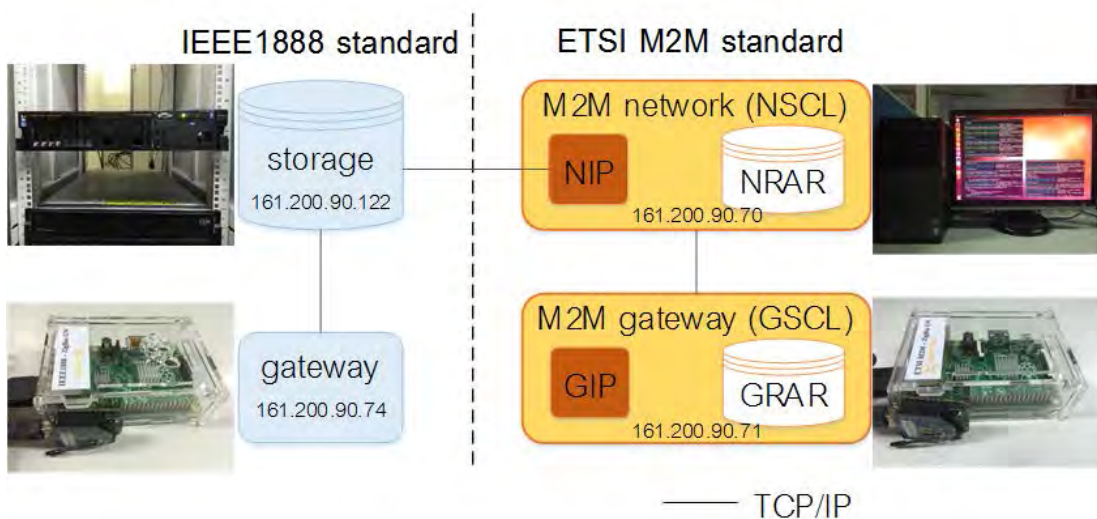 IEEE1888 standard
ETSI M2M standard
storage
161.200.90.122
gateway
161.200.90.74
M2M network (NSCL)
NIP
NRAR
161.200.90.70
M2M gateway (GSCL)
GIP
GRAR
161.200.90.71
TCP/IP